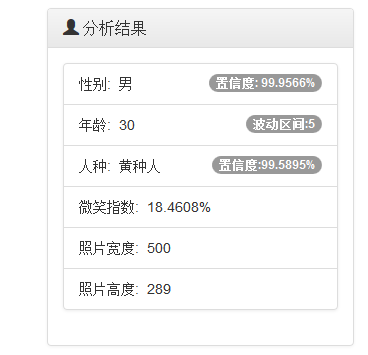 分析结果
性别: 男 置信度: 99.9566%
年龄: 30 波动区间:5
人种: 黄种人 置信度:99.5895%
微笑指数: 18.4608%
照片宽度: 500
照片高度: 289